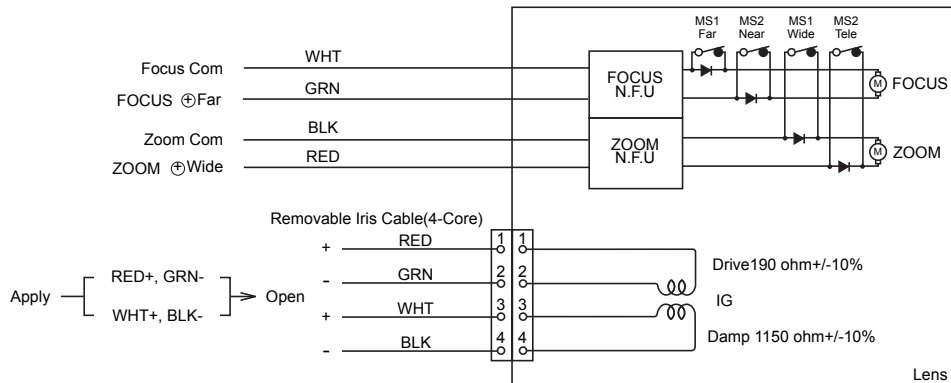 MS1 MS2 MS1 MS2
Far Near Wide Tele
Focus Com WHT
FOCUS ⊕Far GRN
FOCUS
N.F.U
M FOCUS
Zoom Com BLK
ZOOM ⊕Wide RED
ZOOM
N.F.U
M ZOOM
Removable Iris Cable(4-Core)
+ RED 1 1
- GRN 2 2
+ WHT 3 3
- BLK 4 4
Drive190 ohm+/-10%
IG
Damp 1150 ohm+/-10%
Apply
RED+, GRN-
WHT+, BLK-
Open
Lens